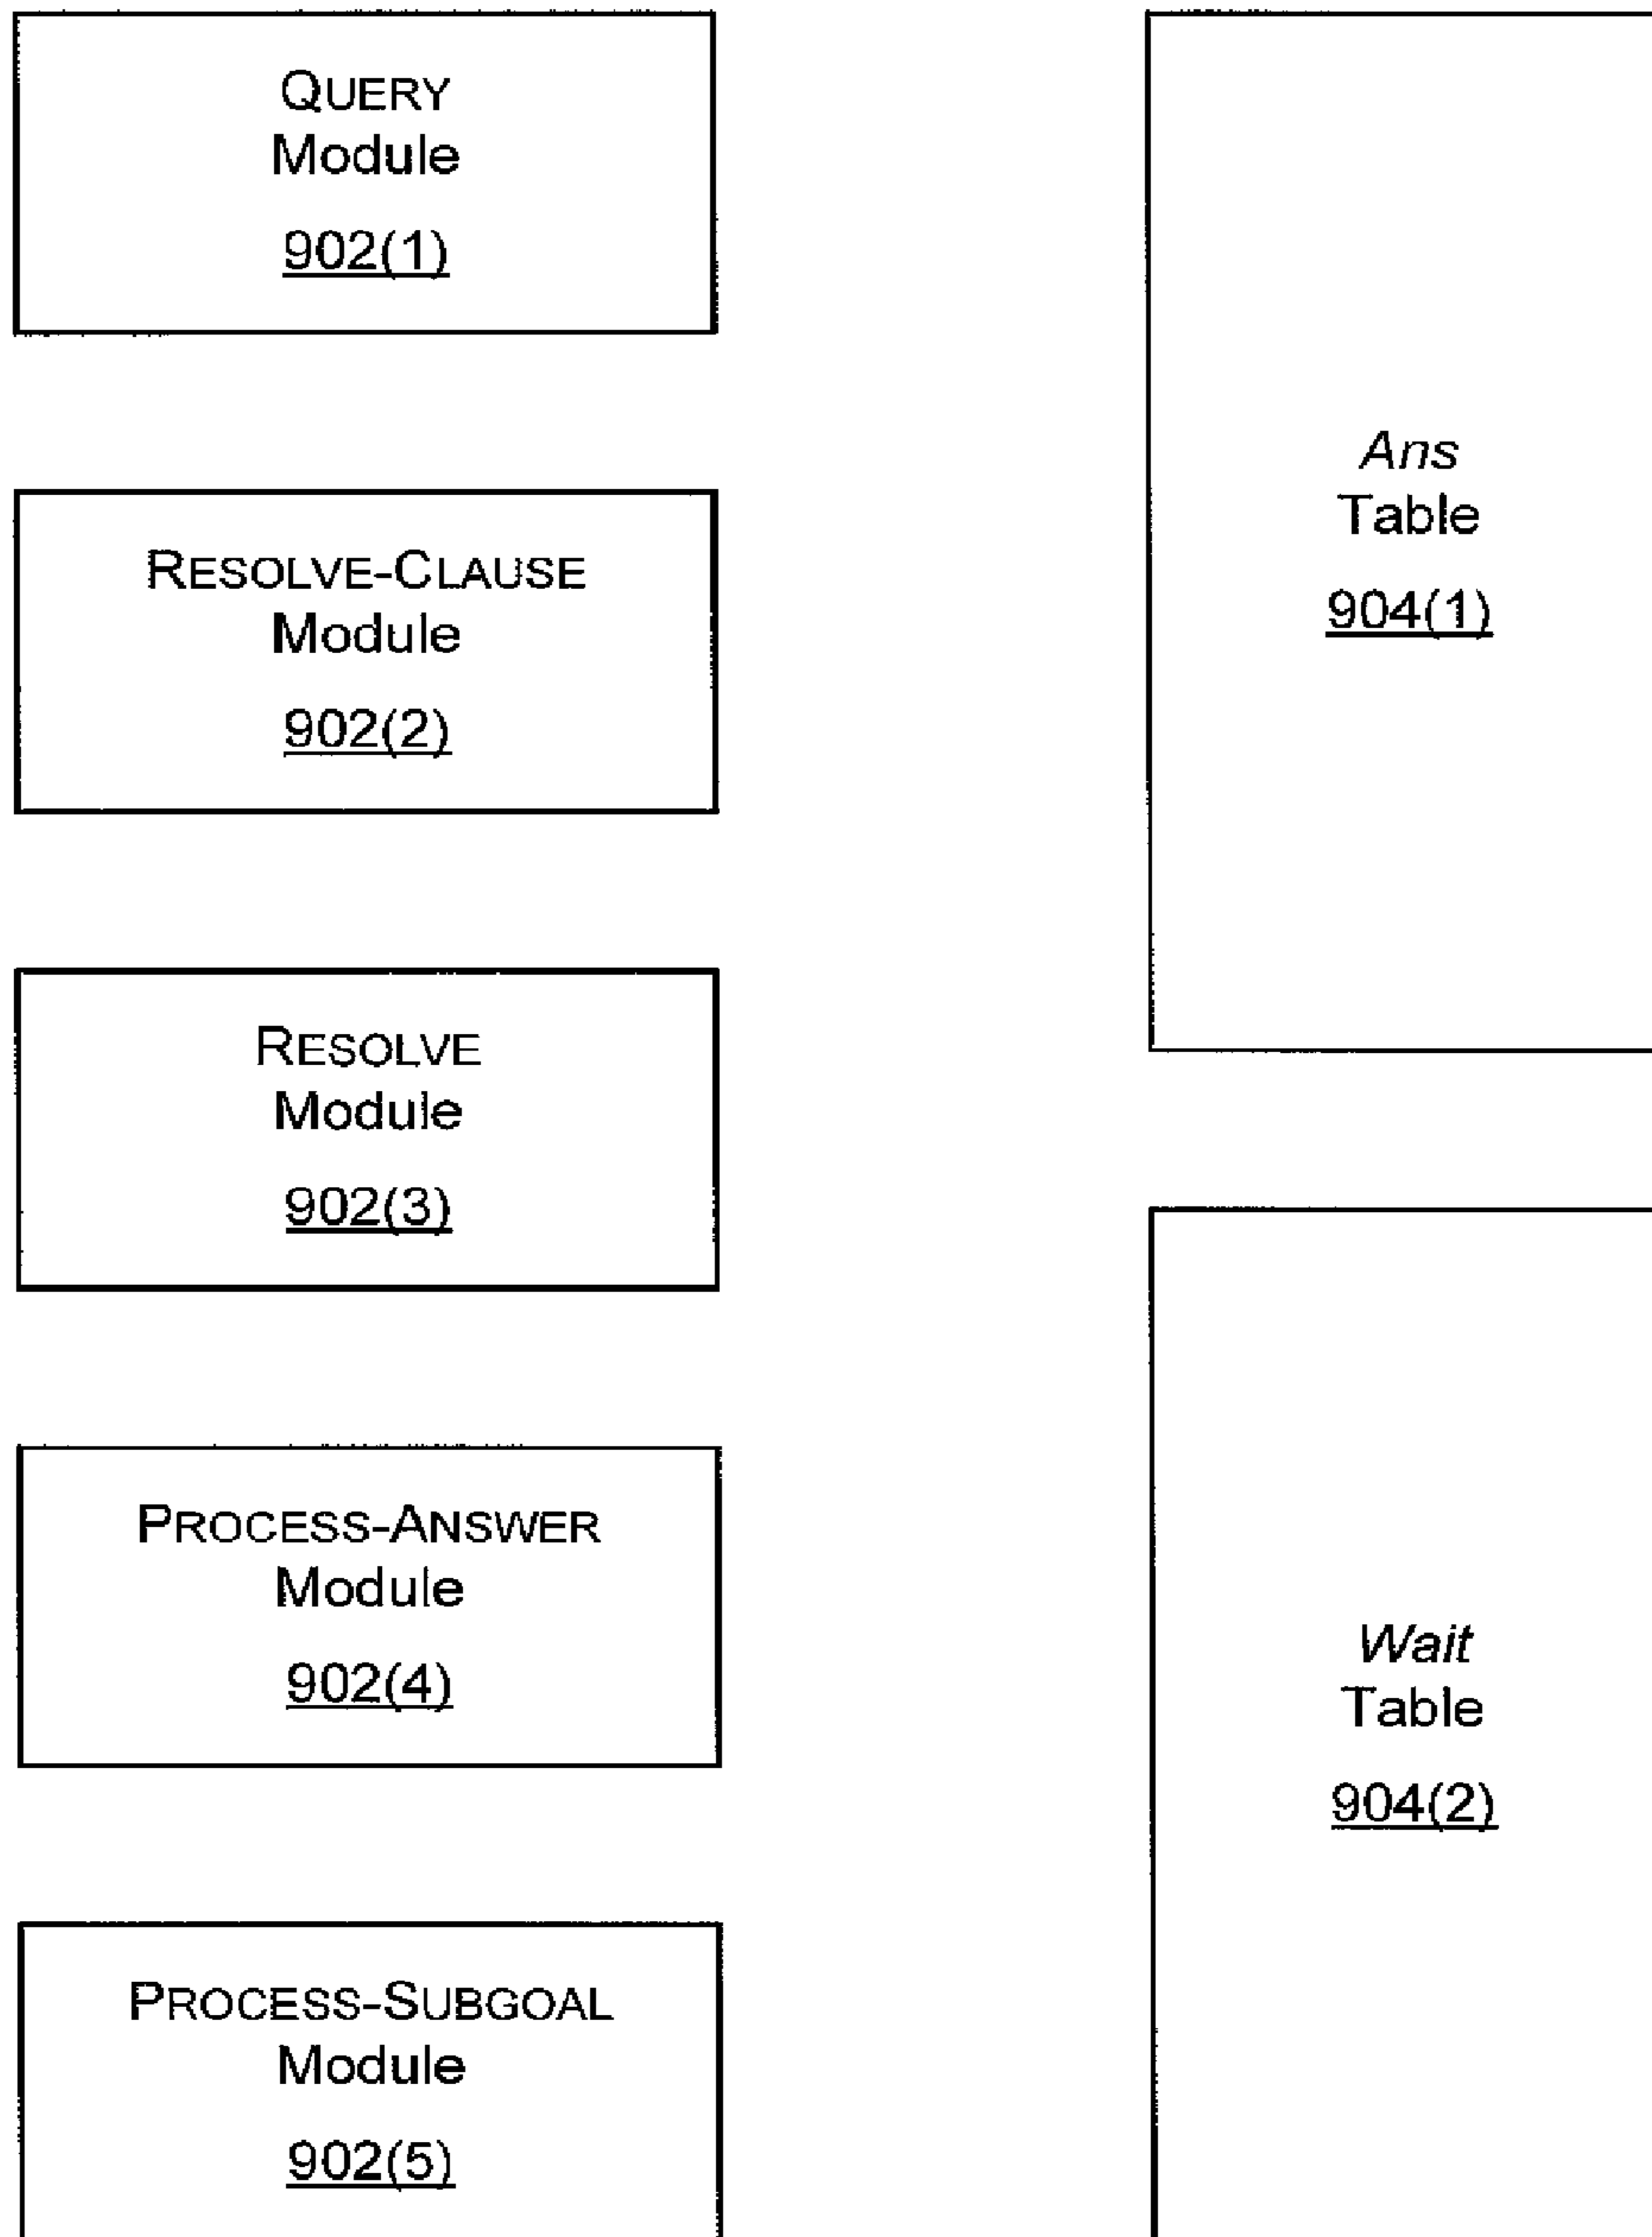 QUERY
Module
902(1)
RESOLVE-CLAUSE
Module
902(2)
RESOLVE
Module
902(3)
PROCESS-ANSWER
Module
902(4)
PROCESS-SUBGOAL
Module
902(5)
Ans
Table
904(1)
Wait
Table
904(2)